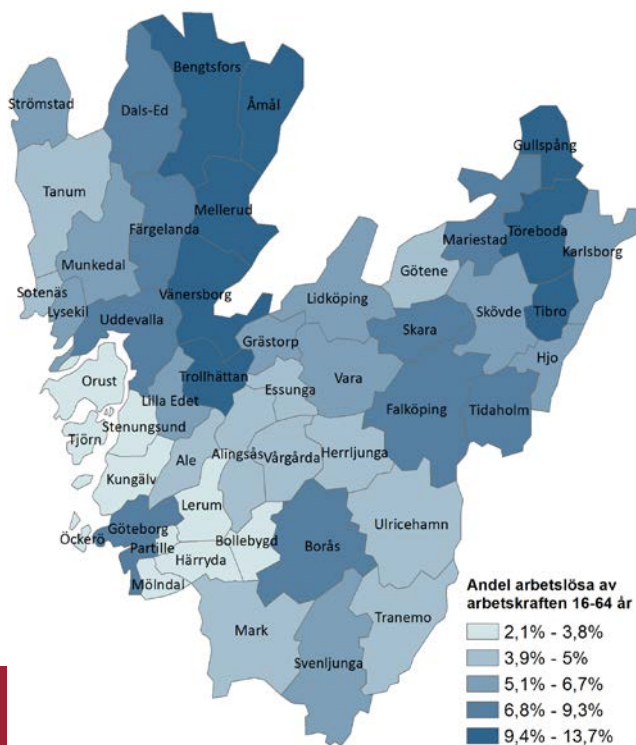 Bengtsfors
Strömstad
Dals-Ed
Åmål
Gullspång
Tanum
Mellerud
Färgelanda
Töreboda
Mariestad
Karlsborg
Munkedal
Götene
Sotenäs
Vänersborg
Lidköping
Lysekil
Skövde
Tibro
Uddevalla
Skara
Grästorp
Hjo
Trollhättan
Orust
Essunga
Vara
Lilla Edet
Falköping
Tidaholm
Stenungsund
Tjörn
Ale
Alingsås
Vårgårda
Herrljunga
Kungälv
Lerum
Ulricehamn
Göteborg
Öckerö
Bollebygd
Borås
Partille
Härryda
Mölndal
Tranemo
Mark
Svenljunga
Andel arbetslösa av
arbetskraften 16-64 år
2,1% - 3,8%
3,9% - 5%
5,1% - 6,7%
6,8% - 9,3%
9,4% - 13,7%